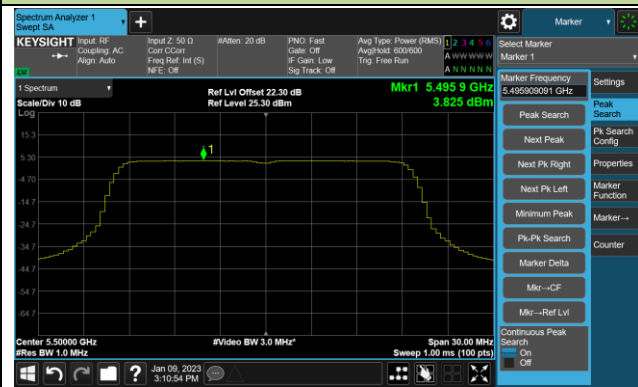 Spectrum Analyzer 1
Swept SA
+
Marker
KEYSIGHT
Input: RF
Coupling: AC
Align: Auto
Input Z: 50 Ω
Corr CCorr
Freq Ref: Int (S)
NFE: Off
#Atten: 20 dB
PNO: Fast
Gate: Off
IF Gain: Low
Sig Track: Off
Avg Type: Power (RMS)
Avg|Hold: 600/600
Trig: Free Run
1 2 3 4 5 6
A W W W W W
A N N N N N
LXI
Select Marker
Marker 1
1 Spectrum
Scale/Div 10 dB
Log
Ref Lvl Offset 22.30 dB
Ref Level 25.30 dBm
Mkr1 5.495 9 GHz
3.825 dBm
15.3
5.30
-4.70
-14.7
-24.7
-34.7
-44.7
-54.7
-64.7
1
Center 5.50000 GHz
#Res BW 1.0 MHz
#Video BW 3.0 MHz*
Span 30.00 MHz
Sweep 1.00 ms (100 pts)
Marker Frequency
5.495909091 GHz
Peak Search
Next Peak
Next Pk Right
Next Pk Left
Minimum Peak
Pk-Pk Search
Marker Delta
Mkr→CF
Mkr→Ref Lvl
Continuous Peak
Search
On
Off
Settings
Peak
Search
Pk Search
Config
Properties
Marker
Function
Marker→
Counter
?
Jan 09, 2023
3:10:54 PM